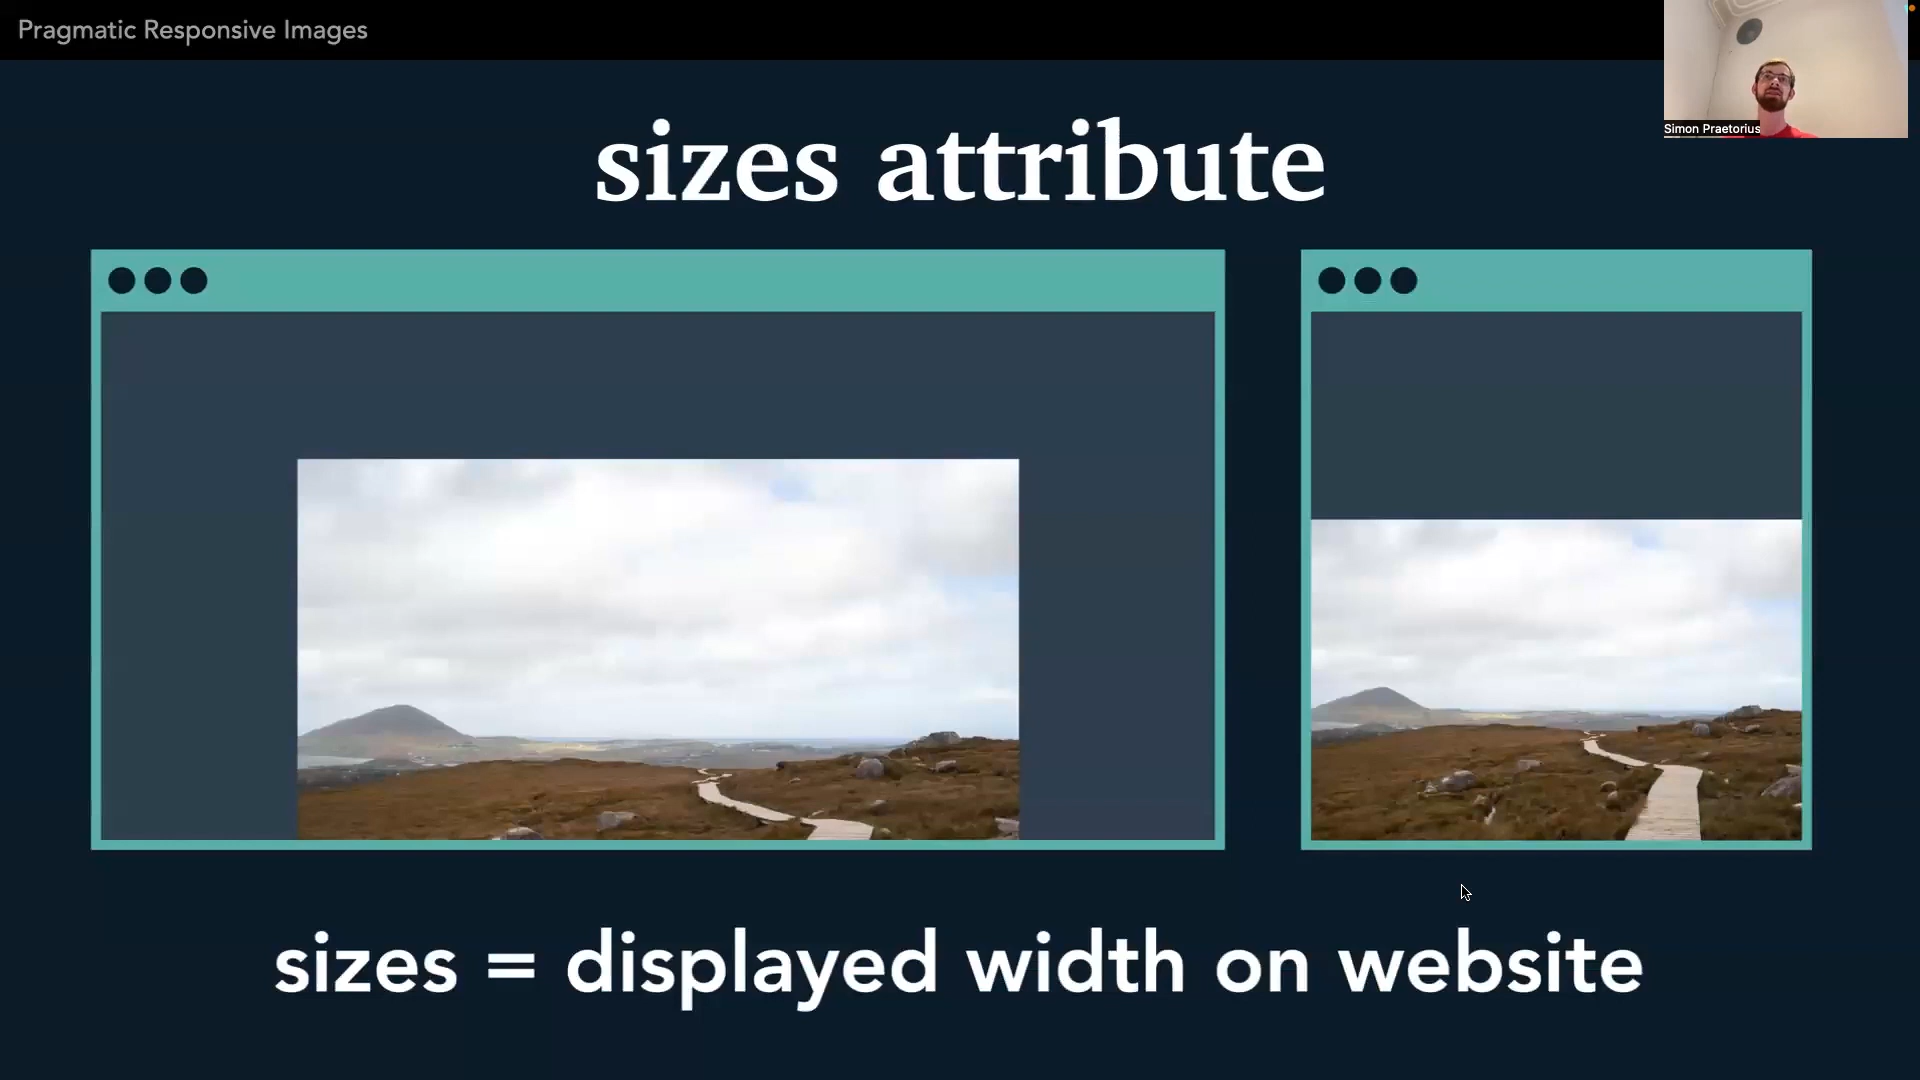 Pragmatic Responsive Images
Simon Praetorius
sizes attribute
sizes = displayed width on website